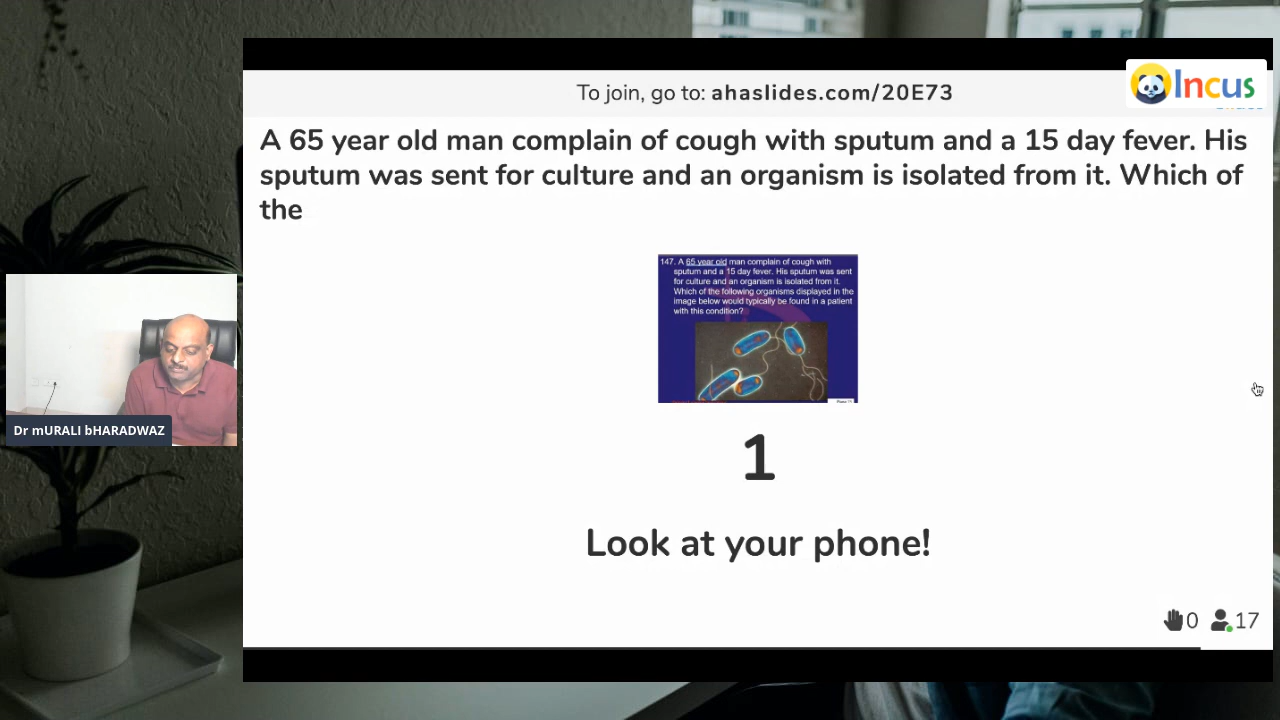 Incus
To join, go to: ahaslides.com/20E73
A 65 year old man complain of cough with sputum and a 15 day fever. His
sputum was sent for culture and an organism is isolated from it. Which of
the
147. A 65 year old man complain of cough with
sputum and a 15 day fever. His sputum was sent
for culture and an organism is isolated from it.
Which of the following organisms displayed in the
image below would typically be found in a patient
with this condition?
1
Look at your phone!
Dr mURALI bHARADWAZ
0 17